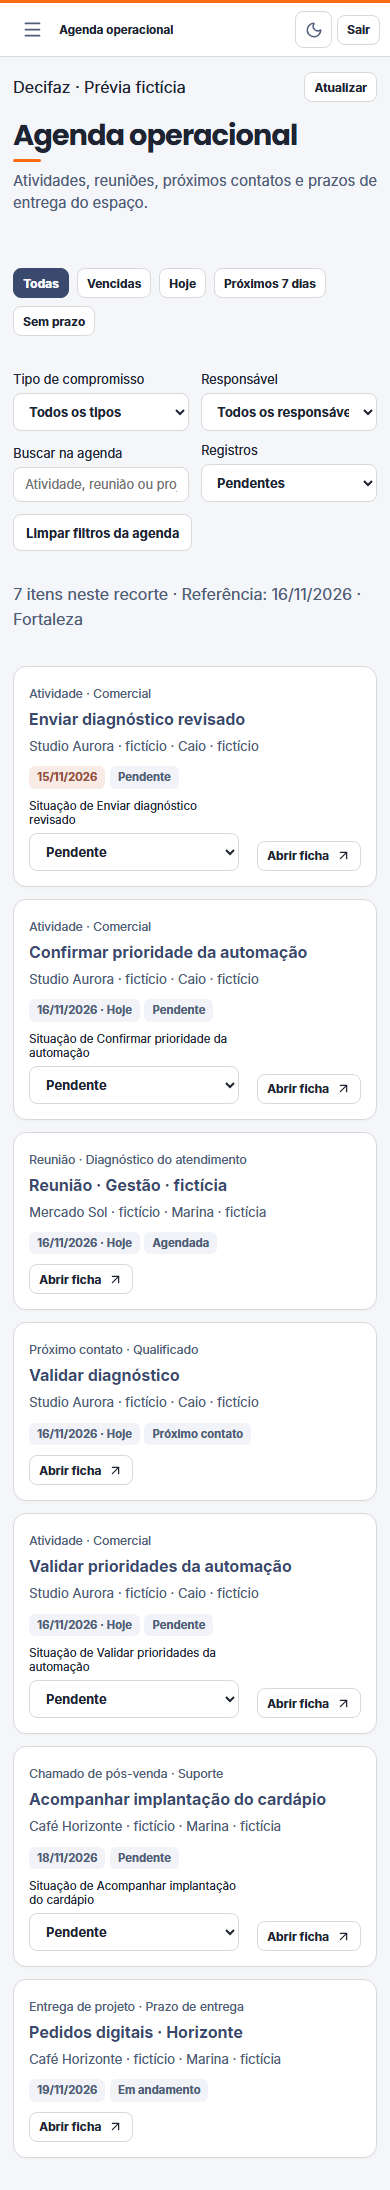 Agenda operacional
Sair
Decifaz · Prévia fictícia
Atualizar
Agenda operacional
Atividades, reuniões, próximos contatos e prazos de
entrega do espaço.
Todas
Vencidas
Hoje
Próximos 7 dias
Sem prazo
Tipo de compromisso
Responsável
Todos os tipos
Todos os responsáve
Buscar na agenda
Registros
Atividade, reunião ou pro
Pendentes
Limpar filtros da agenda
7 itens neste recorte · Referência: 16/11/2026 ·
Fortaleza
Atividade · Comercial
Enviar diagnóstico revisado
Studio Aurora · fictício · Caio · fictício
15/11/2026
Pendente
Situação de Enviar diagnóstico
revisado
Pendente
Abrir ficha
Atividade · Comercial
Confirmar prioridade da automação
Studio Aurora · fictício · Caio · fictício
16/11/2026 · Hoje
Pendente
Situação de Confirmar prioridade da
automação
Pendente
Abrir ficha
Reunião · Diagnóstico do atendimento
Reunião · Gestão · fictícia
Mercado Sol · fictício · Marina · fictícia
16/11/2026 · Hoje
Agendada
Abrir ficha
Próximo contato · Qualificado
Validar diagnóstico
Studio Aurora · fictício · Caio · fictício
16/11/2026 · Hoje
Próximo contato
Abrir ficha
Atividade · Comercial
Validar prioridades da automação
Studio Aurora · fictício · Caio · fictício
16/11/2026 · Hoje
Pendente
Situação de Validar prioridades da
automação
Pendente
Abrir ficha
Chamado de pós-venda · Suporte
Acompanhar implantação do cardápio
Café Horizonte · fictício · Marina · fictícia
18/11/2026
Pendente
Situação de Acompanhar implantação
do cardápio
Pendente
Abrir ficha
Entrega de projeto · Prazo de entrega
Pedidos digitais · Horizonte
Café Horizonte · fictício · Marina · fictícia
19/11/2026
Em andamento
Abrir ficha